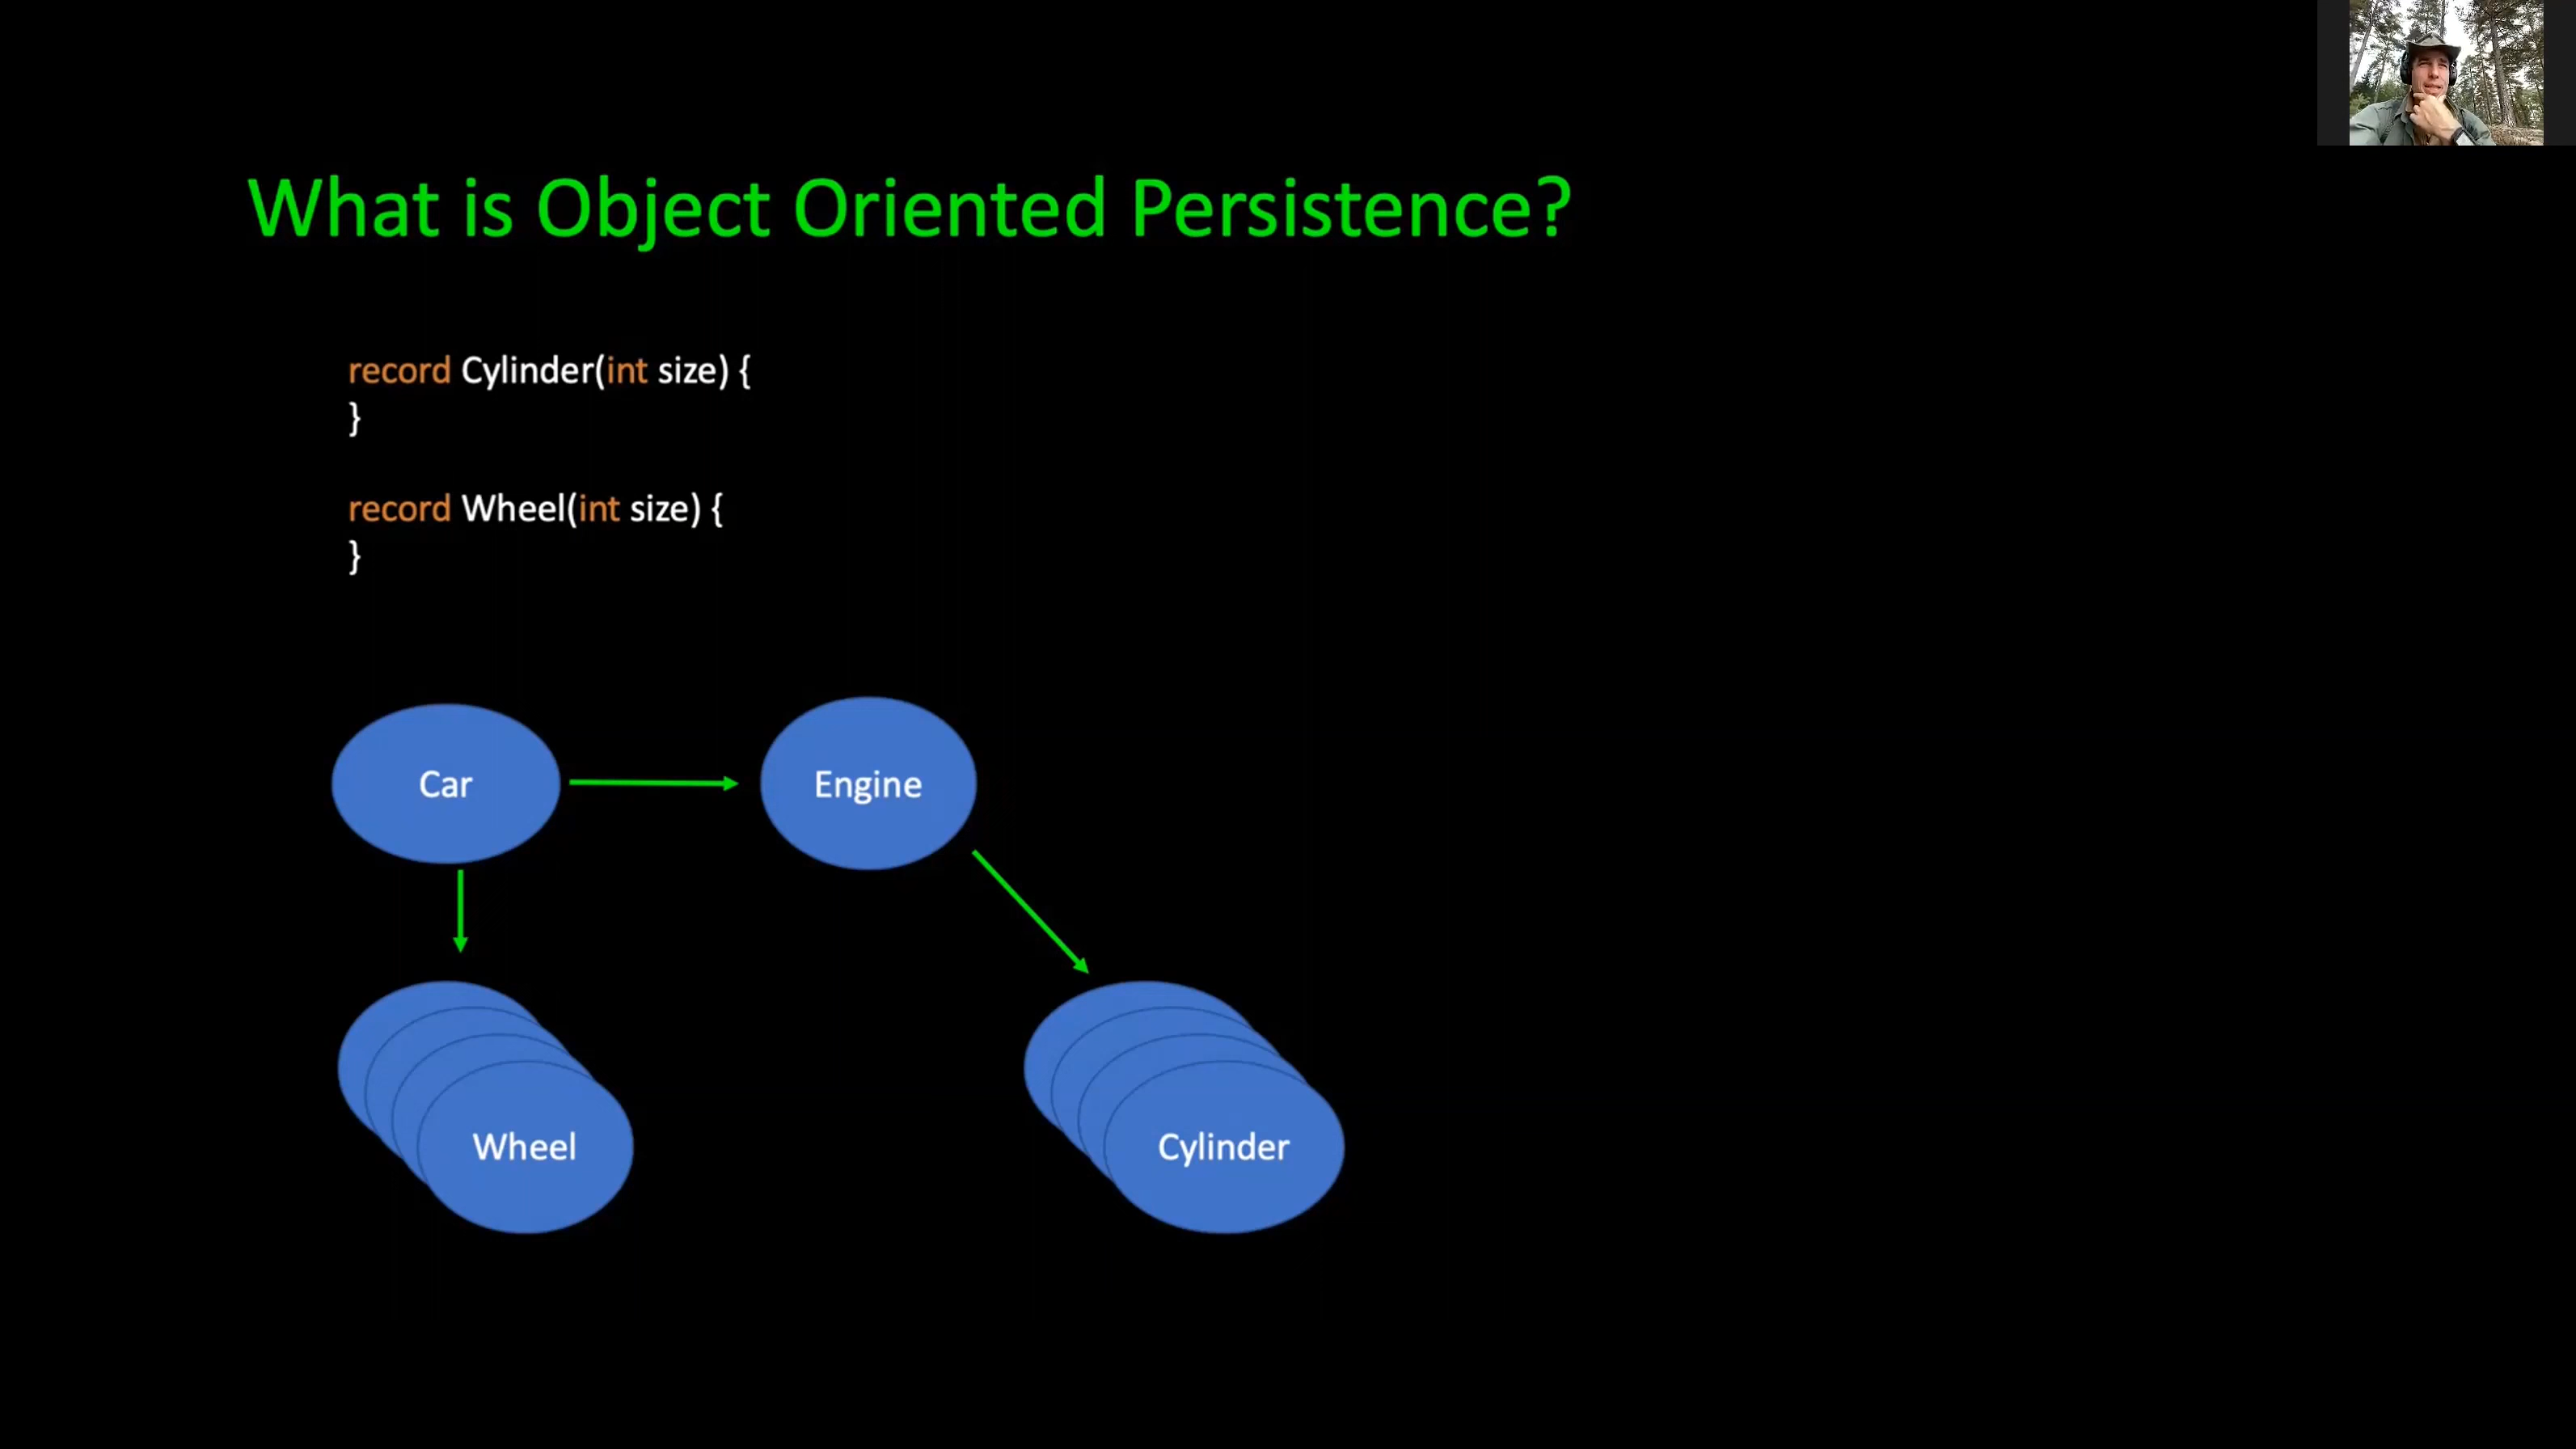 What is Object Oriented Persistence?
record Cylinder(int size) {
}
record Wheel(int size) {
}
Car
Engine
Wheel
Cylinder